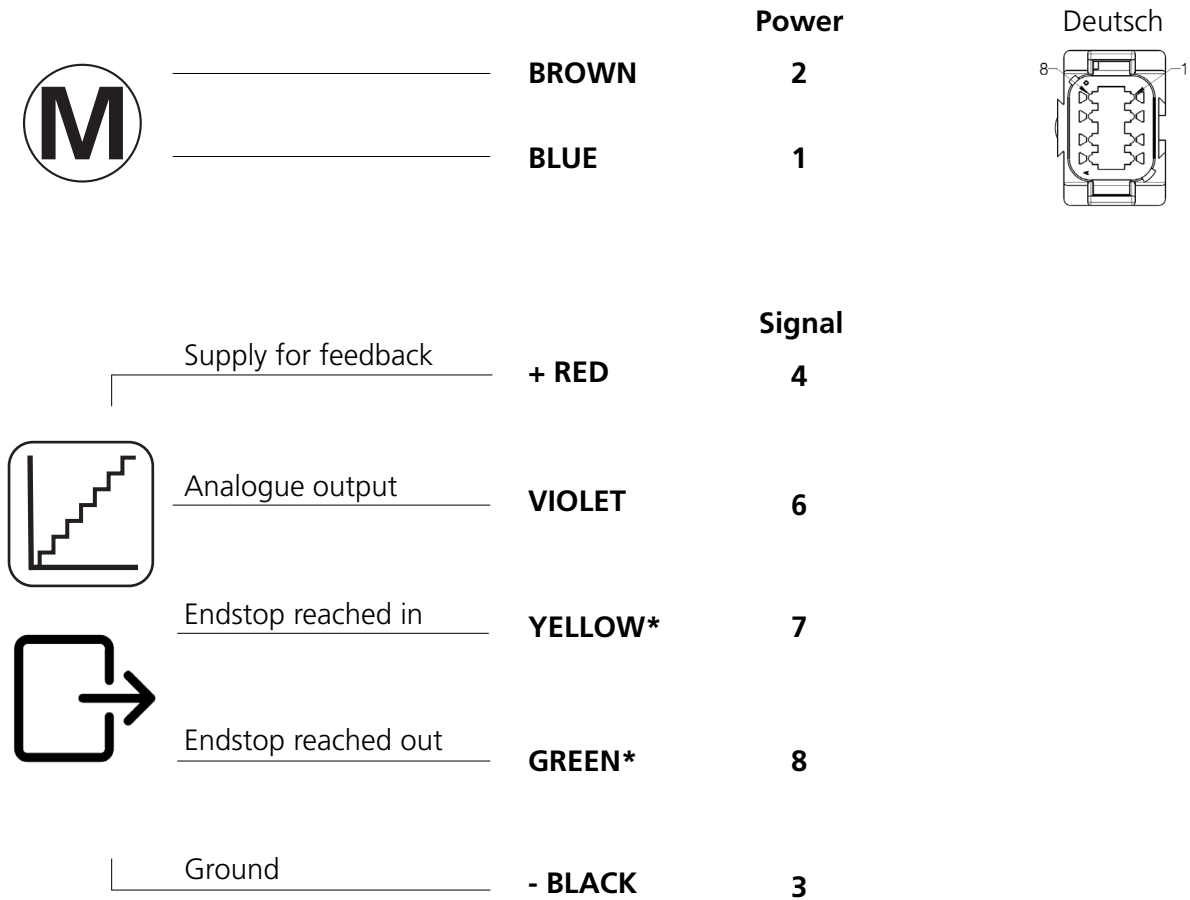 Power Deutsch
BROWN 2
8 1
M
BLUE 1
Signal
Supply for feedback + RED 4
Analogue output VIOLET 6
Endstop reached in YELLOW* 7
Endstop reached out GREEN* 8
Ground - BLACK 3